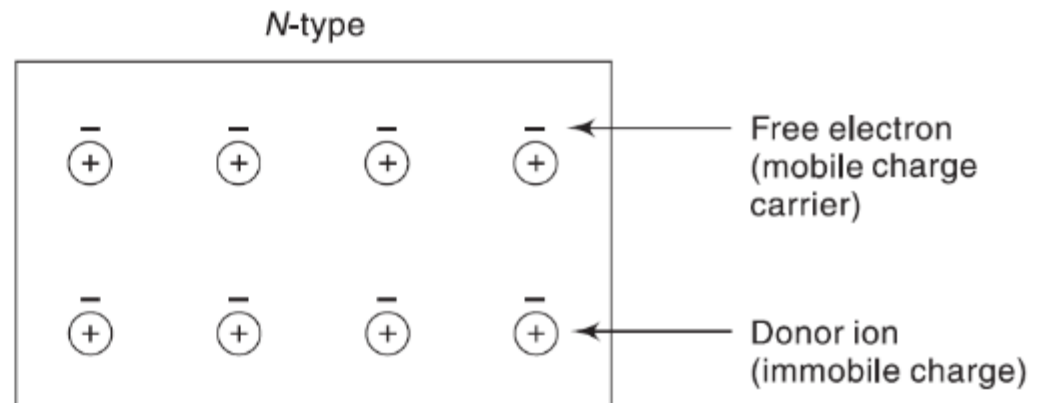 N-type
Free electron
(mobile charge
carrier)
Donor ion
(immobile charge)